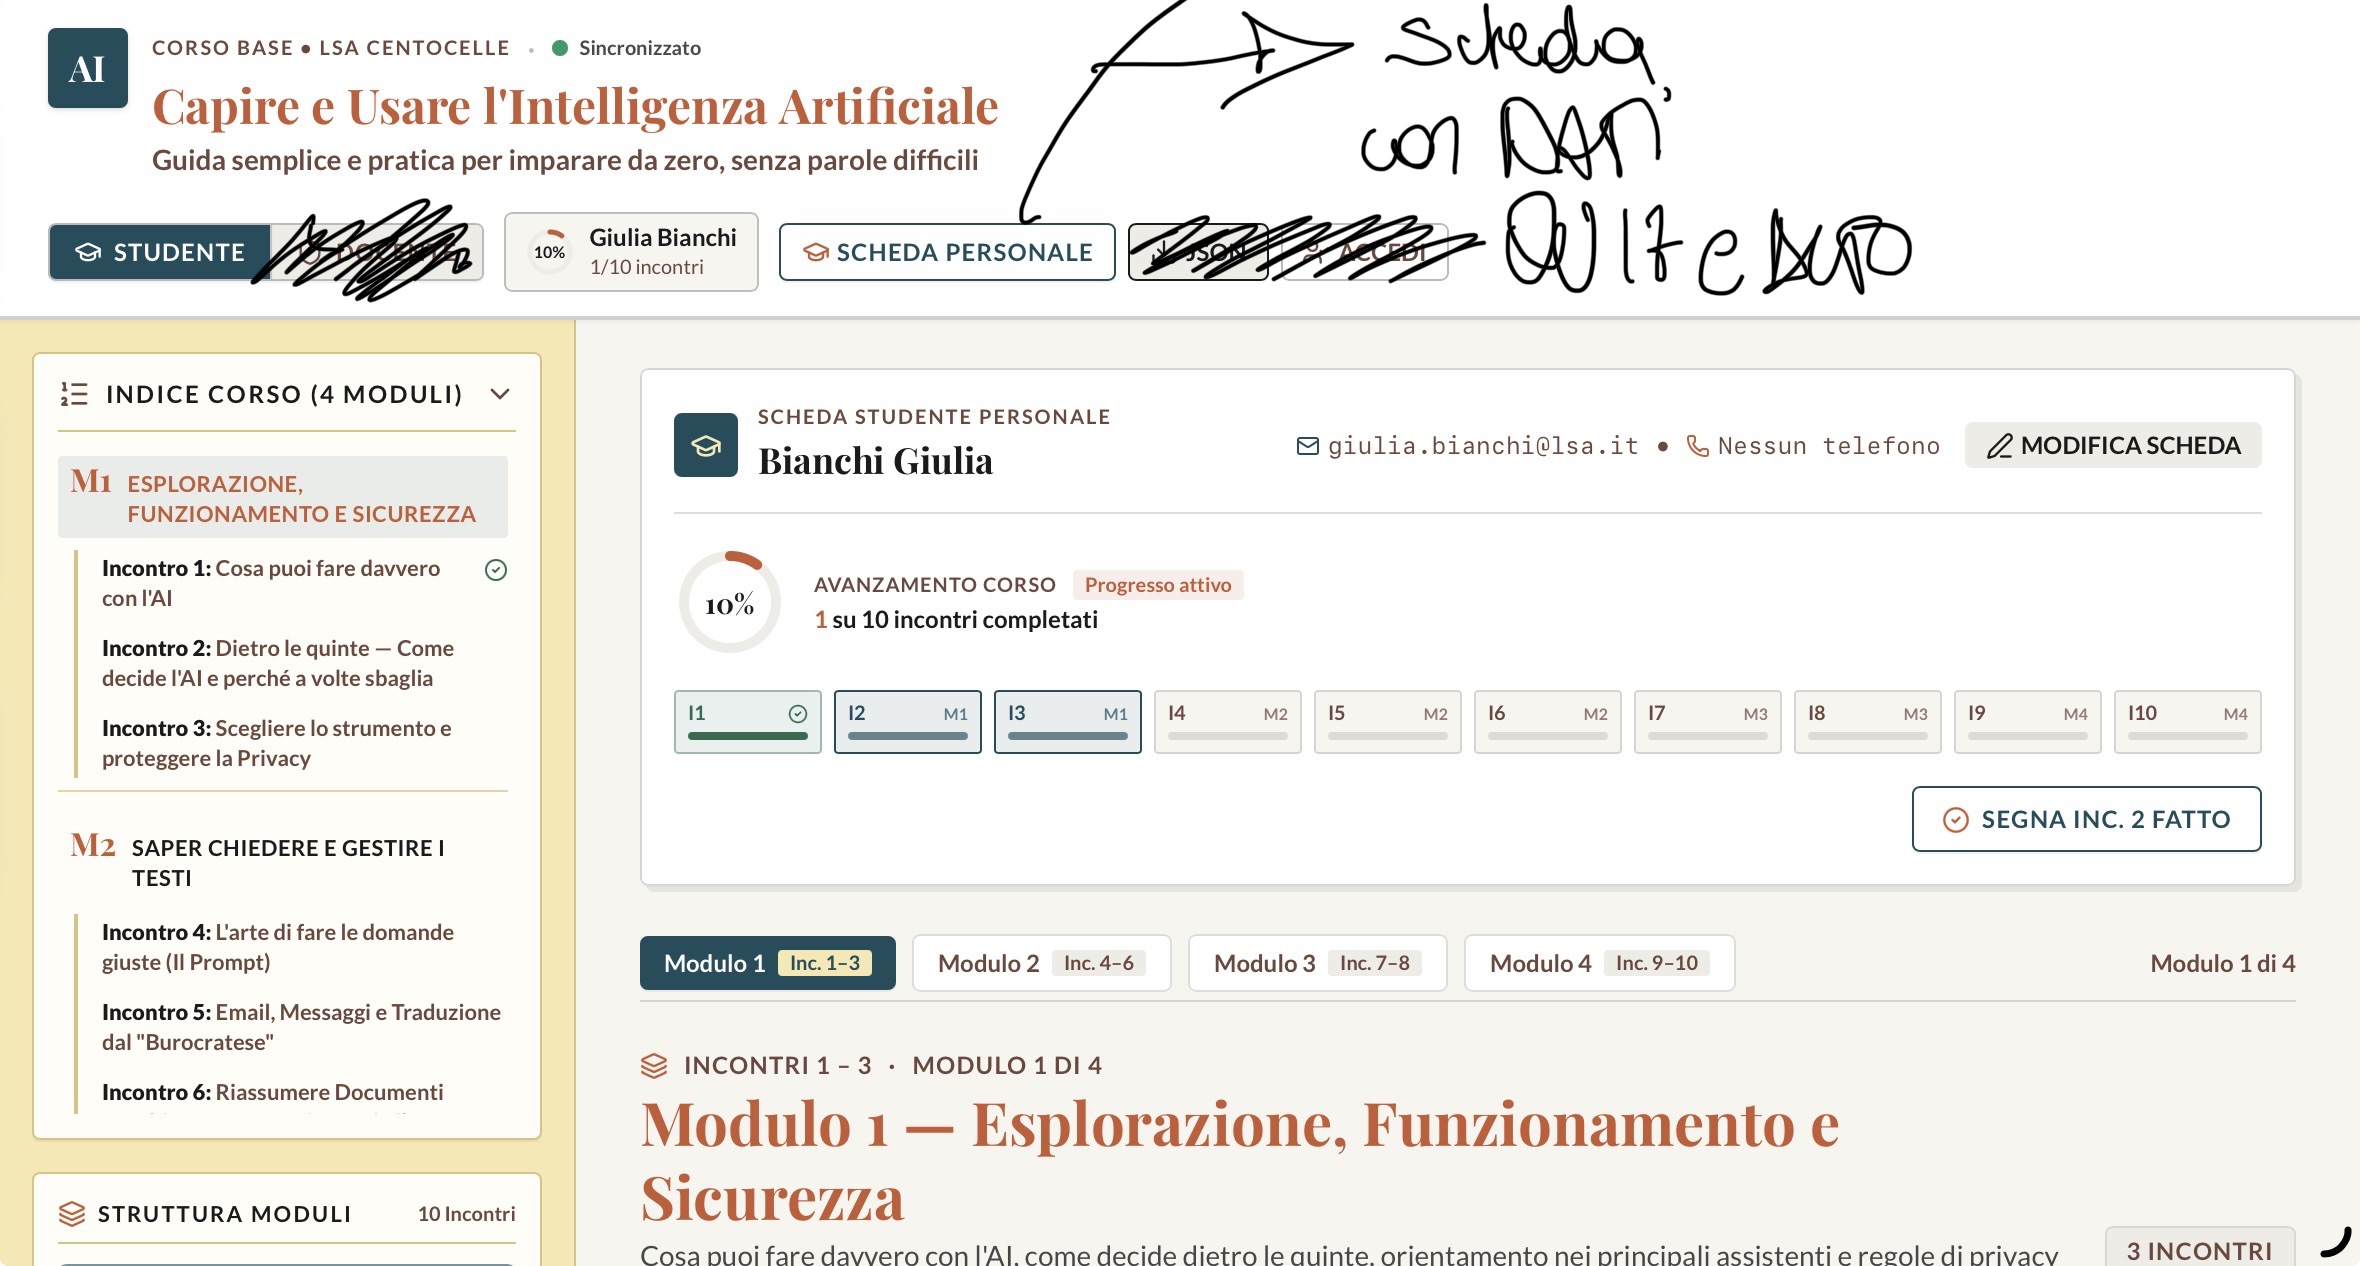 AI
CORSO BASE • LSA CENTOCELLE · Sincronizzato
Capire e Usare l'Intelligenza Artificiale
Guida semplice e pratica per imparare da zero, senza parole difficili
scheda
con DATI
STUDENTE DOCENTE
10% Giulia Bianchi
1/10 incontri
SCHEDA PERSONALE
JSON
ACCEDI
INDICE CORSO (4 MODULI)
M1 ESPLORAZIONE,
FUNZIONAMENTO E SICUREZZA
Incontro 1: Cosa puoi fare davvero
con l'AI
Incontro 2: Dietro le quinte — Come
decide l'AI e perché a volte sbaglia
Incontro 3: Scegliere lo strumento e
proteggere la Privacy
M2 SAPER CHIEDERE E GESTIRE I
TESTI
Incontro 4: L'arte di fare le domande
giuste (Il Prompt)
Incontro 5: Email, Messaggi e Traduzione
dal "Burocratese"
Incontro 6: Riassumere Documenti
STRUTTURA MODULI 10 Incontri
SCHEDA STUDENTE PERSONALE
Bianchi Giulia
giulia.bianchi@lsa.it • Nessun telefono
MODIFICA SCHEDA
10%
AVANZAMENTO CORSO Progresso attivo
1 su 10 incontri completati
I1 I2 M1 I3 M1 I4 M2 I5 M2 I6 M2 I7 M3 I8 M3 I9 M4 I10 M4
SEGNA INC. 2 FATTO
Modulo 1 Inc. 1–3 Modulo 2 Inc. 4–6 Modulo 3 Inc. 7–8 Modulo 4 Inc. 9–10 Modulo 1 di 4
INCONTRI 1 – 3 · MODULO 1 DI 4
Modulo 1 — Esplorazione, Funzionamento e
Sicurezza
Cosa puoi fare davvero con l'AI, come decide dietro le quinte, orientamento nei principali assistenti e regole di privacy
3 INCONTRI